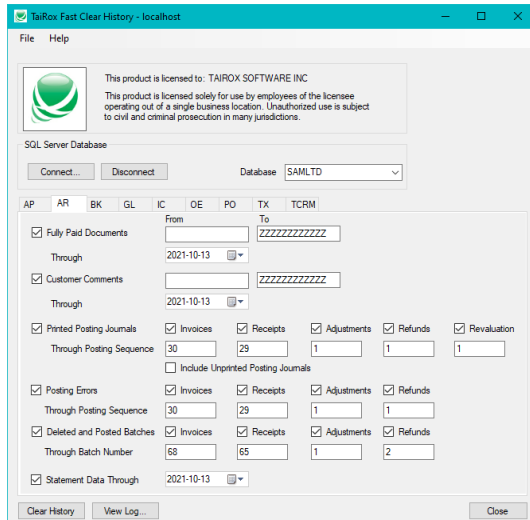 TaiRox Fast Clear History - localhost
File Help
This product is licensed to: TAIROX SOFTWARE INC
This product is licensed solely for use by employees of the licensee
operating out of a single business location. Unauthorized use is subject
to civil and criminal prosecution in many jurisdictions.
SQL Server Database
Connect... Disconnect Database SAMLTD
AP AR BK GL IC OE PO TX TCRM
From To
Fully Paid Documents ZZZZZZZZZZZZ
Through 2021-10-13
Customer Comments ZZZZZZZZZZZZ
Through 2021-10-13
Printed Posting Journals Invoices Receipts Adjustments Refunds Revaluation
Through Posting Sequence 30 29 1 1 1
Include Unprinted Posting Journals
Posting Errors Invoices Receipts Adjustments Refunds
Through Posting Sequence 30 29 1 1
Deleted and Posted Batches Invoices Receipts Adjustments Refunds
Through Batch Number 68 65 1 2
Statement Data Through 2021-10-13
Clear History View Log... Close